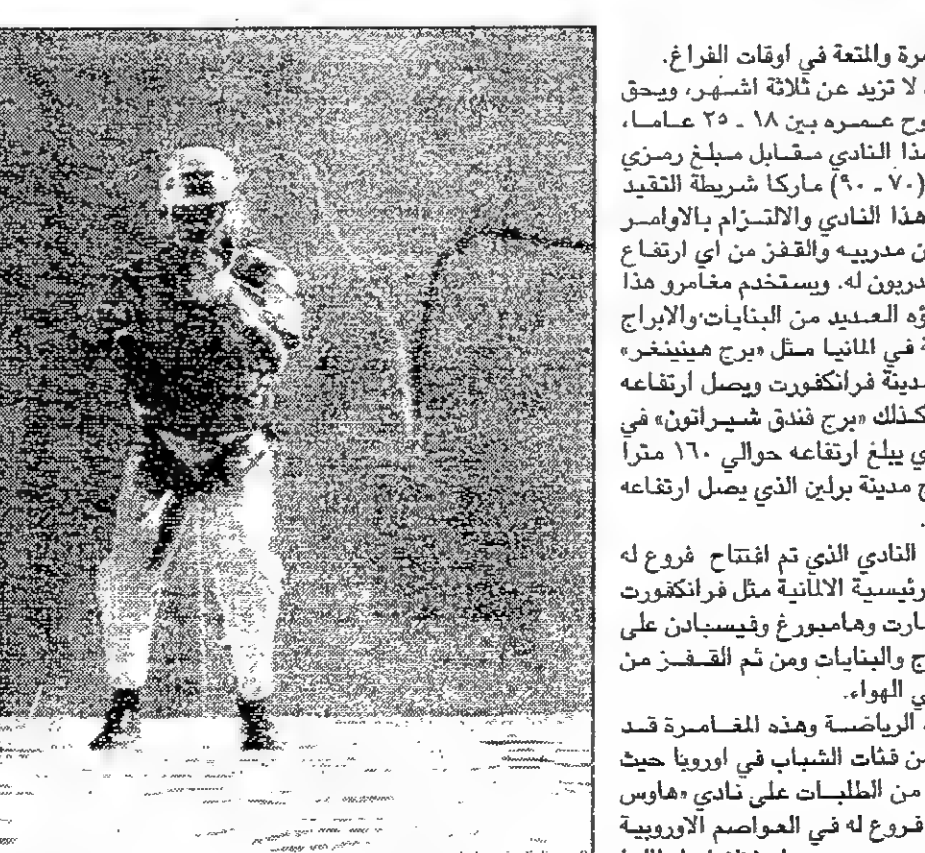 مرة والمتعة في اوقات الفراغ.
لا تزيد عن ثلاثة اشهر، ويحق
وح عمره بين ١٨ ـ ٢٥ عاما،
هذا النادي مقابل مبلغ رمزي
(٧٠ ـ ٩٠) ماركا شريطة التقيد
هذا النادي والالتزام بالاوامر
ن مدربيه والقفز من اي ارتفاع
دربون له. ويستخدم مغامرو هذا
ؤه العديد من البنايات والابراج
ة في المانيا مثل «برج هينينغر»
دينة فرانكفورت ويصل ارتفاعه
كذلك «برج فندق شيراتون» في
ي يبلغ ارتفاعه حوالي ١٦٠ مترا
ج مدينة برلين الذي يصل ارتفاعه
.
النادي الذي تم افتتاح فروع له
رئيسية الالمانية مثل فرانكفورت
ارت وهامبورغ وفيسبادن على
ج والبنايات ومن ثم القفز من
ي الهواء.
الرياضة وهذه المغامرة قد
من فئات الشباب في اوروبا حيث
من الطلبات على نادي «هاوس
فروع له في العواصم الاوروبية